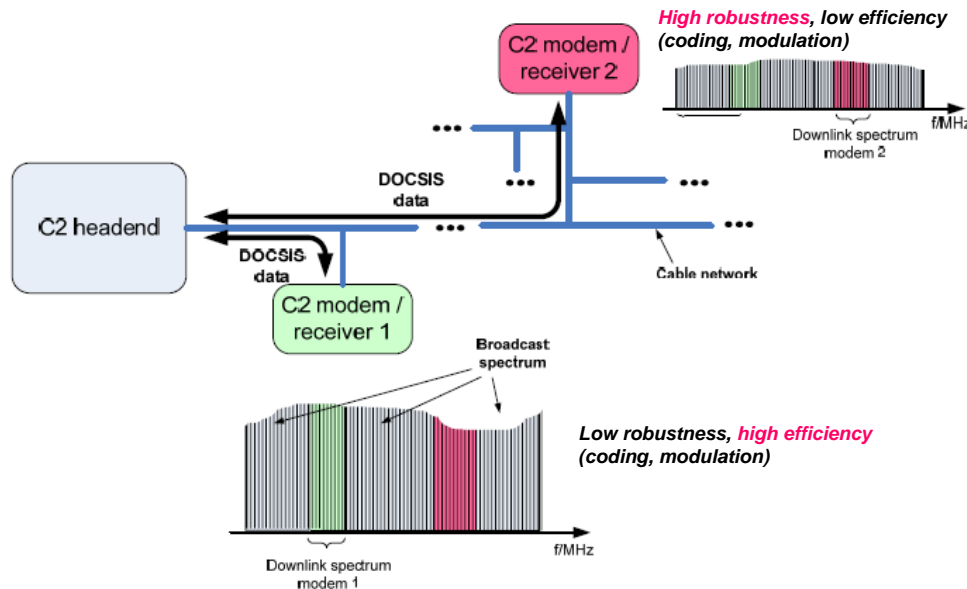 High robustness, low efficiency
(coding, modulation)
C2 modem /
receiver 2
f/MHz
Downlink spectrum
modem 2
•••
•••
•••
DOCSIS
data
C2 headend
•••
•••
•••
DOCSIS
data
Cable network
C2 modem /
receiver 1
Broadcast
spectrum
Low robustness, high efficiency
(coding, modulation)
f/MHz
Downlink spectrum
modem 1